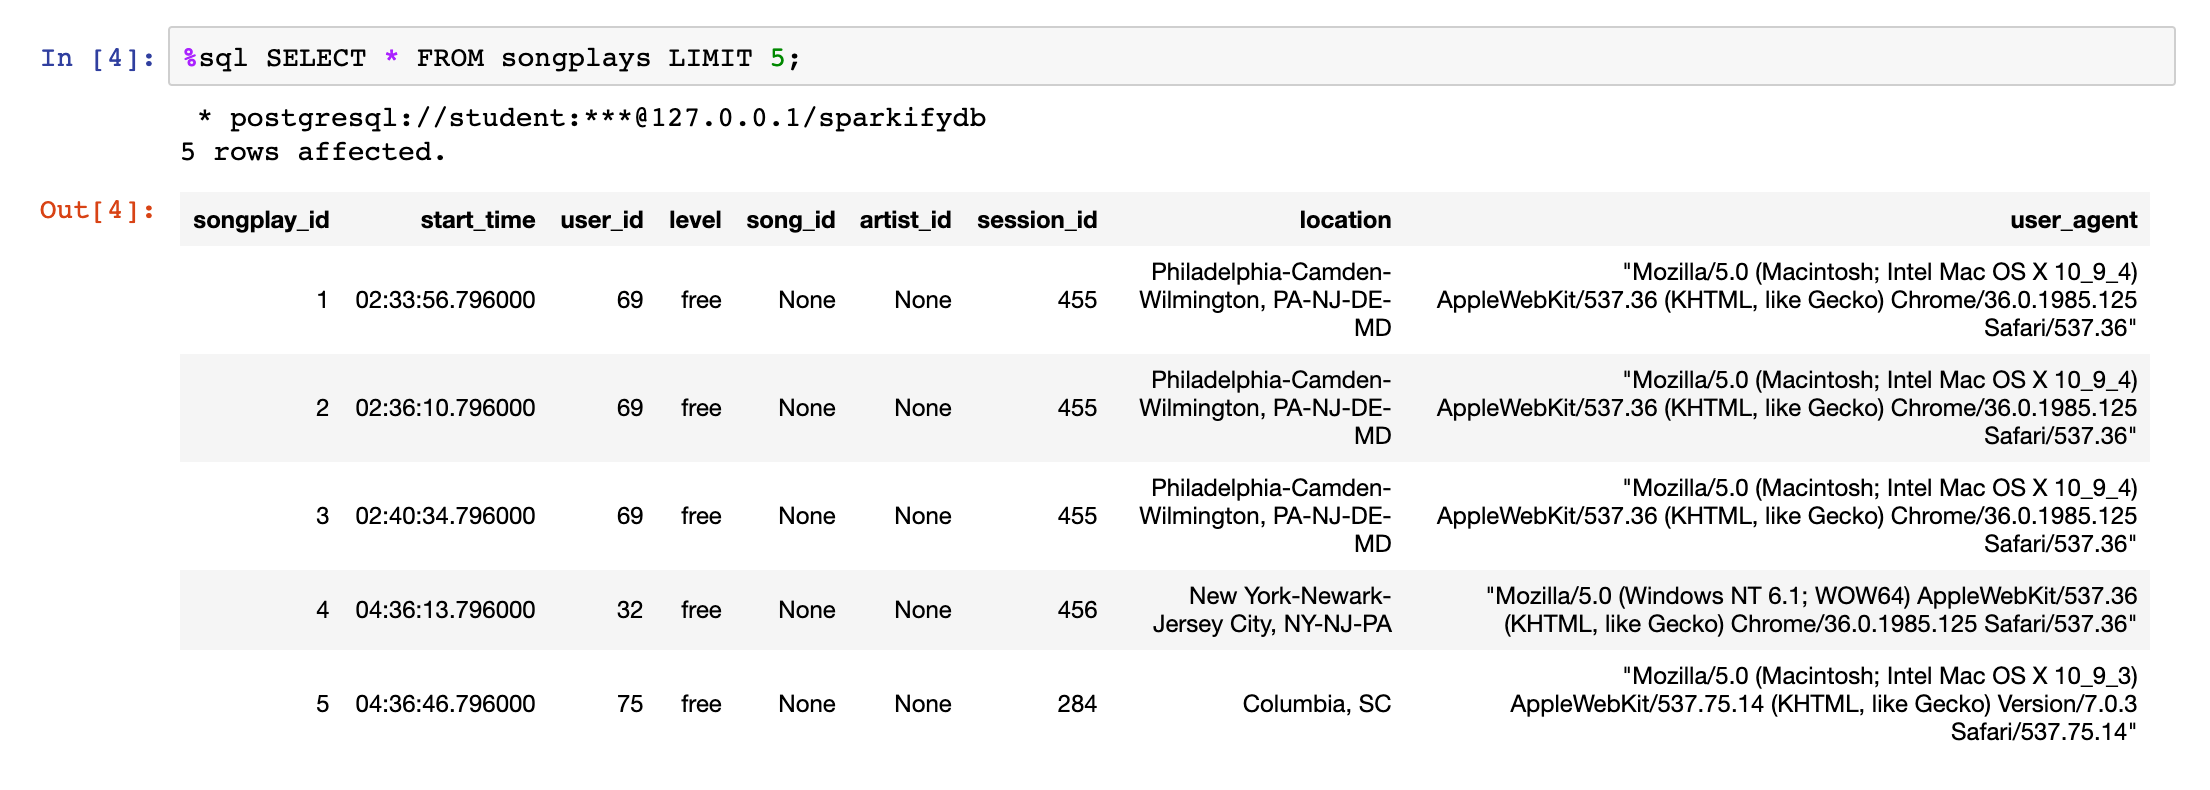 In [4]: %sql SELECT * FROM songplays LIMIT 5;
* postgresql://student:***@127.0.0.1/sparkifydb
5 rows affected.
Out[4]:
songplay_id start_time user_id level song_id artist_id session_id location user_agent
1 02:33:56.796000 69 free None None 455 Philadelphia-Camden-
Wilmington, PA-NJ-DE-
MD "Mozilla/5.0 (Macintosh; Intel Mac OS X 10_9_4)
AppleWebKit/537.36 (KHTML, like Gecko) Chrome/36.0.1985.125
Safari/537.36"
2 02:36:10.796000 69 free None None 455 Philadelphia-Camden-
Wilmington, PA-NJ-DE-
MD "Mozilla/5.0 (Macintosh; Intel Mac OS X 10_9_4)
AppleWebKit/537.36 (KHTML, like Gecko) Chrome/36.0.1985.125
Safari/537.36"
3 02:40:34.796000 69 free None None 455 Philadelphia-Camden-
Wilmington, PA-NJ-DE-
MD "Mozilla/5.0 (Macintosh; Intel Mac OS X 10_9_4)
AppleWebKit/537.36 (KHTML, like Gecko) Chrome/36.0.1985.125
Safari/537.36"
4 04:36:13.796000 32 free None None 456 New York-Newark-
Jersey City, NY-NJ-PA "Mozilla/5.0 (Windows NT 6.1; WOW64) AppleWebKit/537.36
(KHTML, like Gecko) Chrome/36.0.1985.125 Safari/537.36"
5 04:36:46.796000 75 free None None 284 Columbia, SC "Mozilla/5.0 (Macintosh; Intel Mac OS X 10_9_3)
AppleWebKit/537.75.14 (KHTML, like Gecko) Version/7.0.3
Safari/537.75.14"